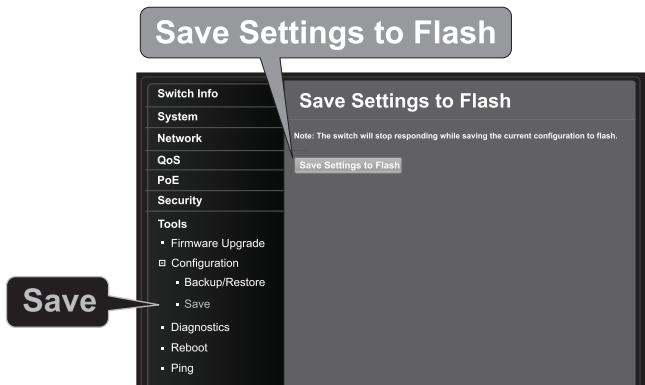 Save Settings to Flash
Switch Info
System
Network
QoS
PoE
Security
Tools
Firmware Upgrade
Configuration
Backup/Restore
Save
Diagnostics
Reboot
Ping
Save
Save Settings to Flash
Note: The switch will stop responding while saving the current configuration to flash.
Save Settings to Flash